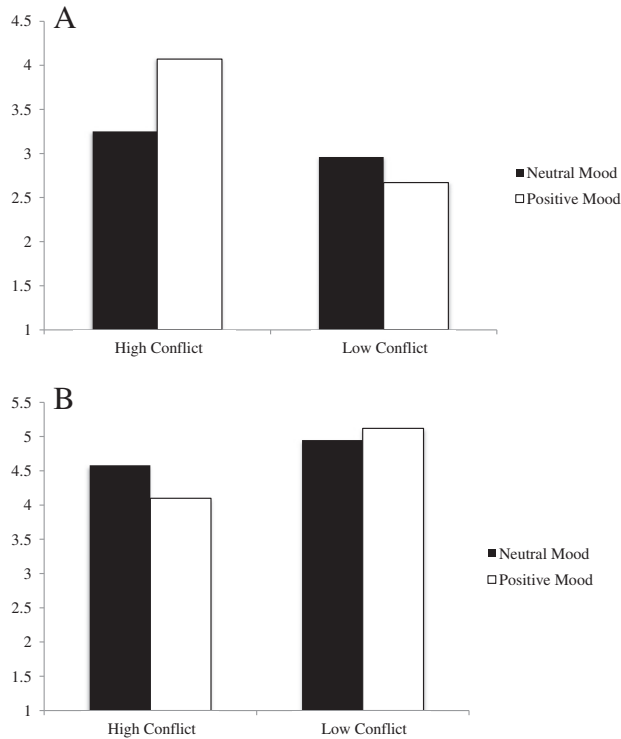 A
4.5
4
3.5
3
2.5
2
1.5
1
High Conflict
Low Conflict
Neutral Mood
Positive Mood
B
5.5
5
4.5
4
3.5
3
2.5
2
1.5
1
High Conflict
Low Conflict
Neutral Mood
Positive Mood